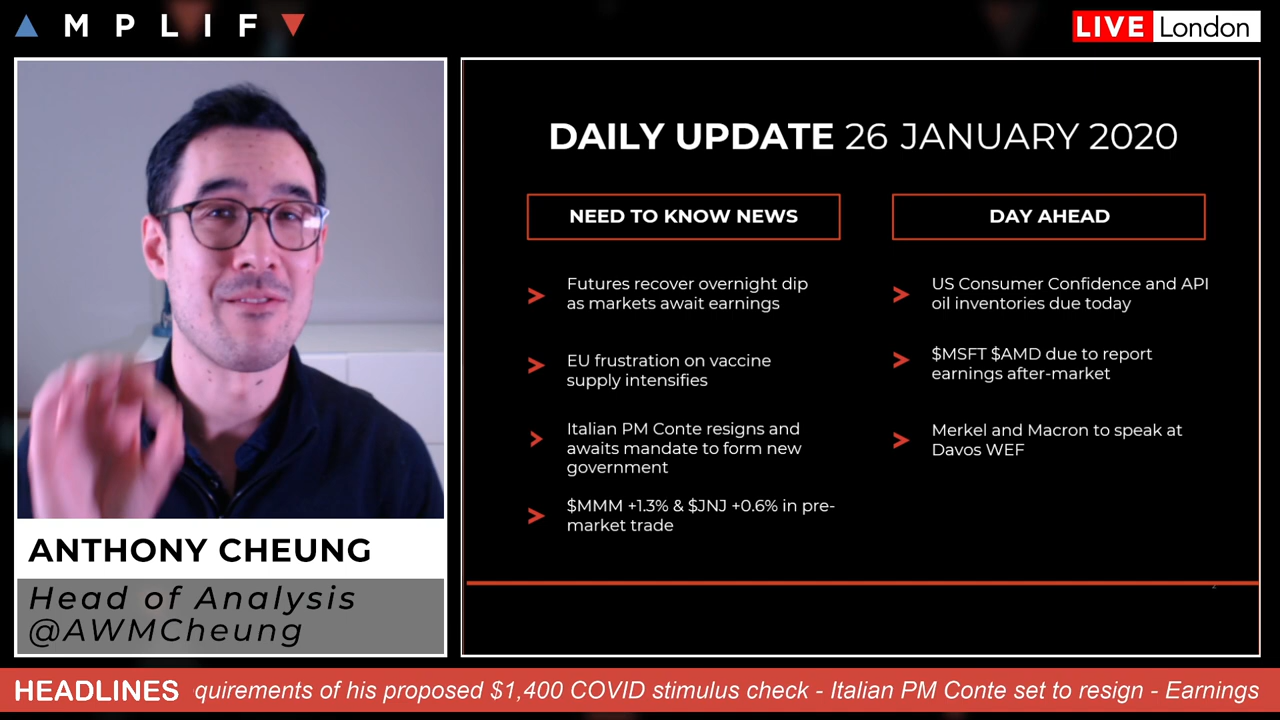 AMPLIFY
LIVE London
DAILY UPDATE 26 JANUARY 2020
NEED TO KNOW NEWS
Futures recover overnight dip
as markets await earnings
EU frustration on vaccine
supply intensifies
Italian PM Conte resigns and
awaits mandate to form new
government
$MMM +1.3% & $JNJ +0.6% in pre-
market trade
DAY AHEAD
US Consumer Confidence and API
oil inventories due today
$MSFT $AMD due to report
earnings after-market
Merkel and Macron to speak at
Davos WEF
2
ANTHONY CHEUNG
Head of Analysis
@AWMCheung
HEADLINES quirements of his proposed $1,400 COVID stimulus check - Italian PM Conte set to resign - Earnings